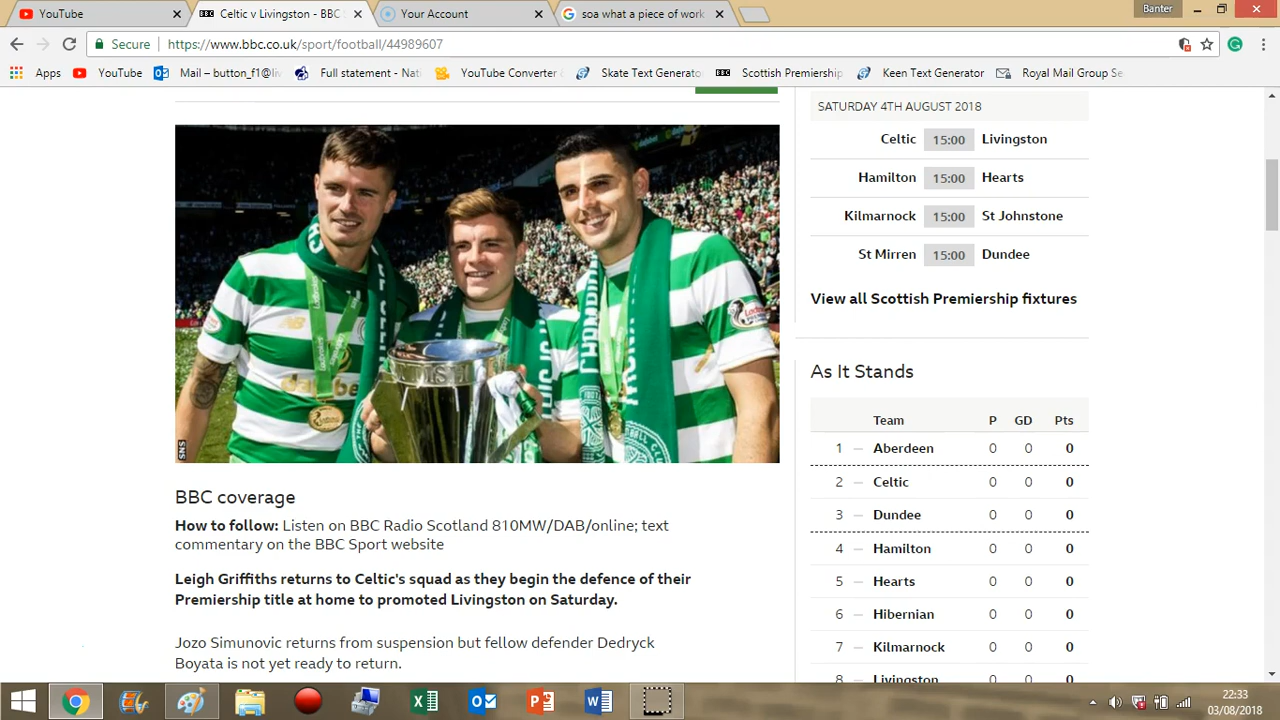 YouTube
Celtic v Livingston - BBC
Your Account
soa what a piece of work
Banter
Secure
https://www.bbc.co.uk/sport/football/44989607
Apps
YouTube
Mail – button_f1@li
Full statement - Nati
YouTube Converter
Skate Text Generato
Scottish Premiership
Keen Text Generator
Royal Mail Group Se
SATURDAY 4TH AUGUST 2018
Celtic 15:00 Livingston
Hamilton 15:00 Hearts
Kilmarnock 15:00 St Johnstone
St Mirren 15:00 Dundee
View all Scottish Premiership fixtures
As It Stands
Team P GD Pts
1 – Aberdeen 0 0 0
2 – Celtic 0 0 0
3 – Dundee 0 0 0
4 – Hamilton 0 0 0
5 – Hearts 0 0 0
6 – Hibernian 0 0 0
7 – Kilmarnock 0 0 0
8 – Livingston 0 0 0
SNS
BBC coverage
How to follow: Listen on BBC Radio Scotland 810MW/DAB/online; text
commentary on the BBC Sport website
Leigh Griffiths returns to Celtic's squad as they begin the defence of their
Premiership title at home to promoted Livingston on Saturday.
Jozo Simunovic returns from suspension but fellow defender Dedryck
Boyata is not yet ready to return.
22:33
03/08/2018